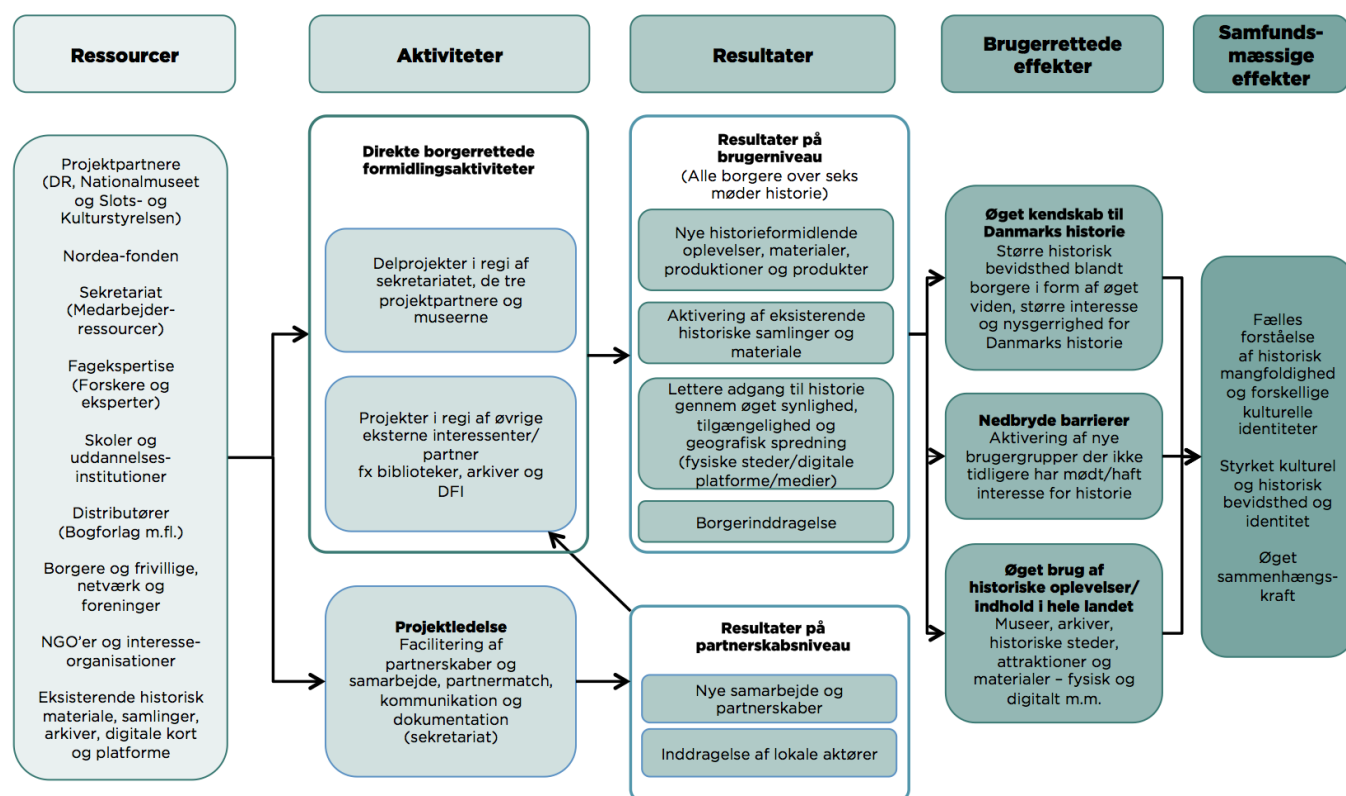 Ressourcer
Aktiviteter
Resultater
Brugerrettede
effekter
Samfunds-
mæssige
effekter
Projektpartnere
(DR, Nationalmuseet
og Slots- og
Kulturstyrelsen)
Nordea-fonden
Sekretariat
(Medarbejder-
ressourcer)
Fagekspertise
(Forskere og
eksperter)
Skoler og
uddannelses-
institutioner
Distributører
(Bogforlag m.fl.)
Borgere og frivillige,
netværk og
foreninger
NGO’er og interesse-
organisationer
Eksisterende historisk
materiale, samlinger,
arkiver, digitale kort
og platforme
Direkte borgerrettede
formidlingsaktiviteter
Delprojekter i regi af
sekretariatet, de tre
projektpartnere og
museerne
Projekter i regi af øvrige
eksterne interessenter/
partner
fx biblioteker, arkiver og
DFI
Projektledelse
Facilitering af
partnerskaber og
samarbejde, partnermatch,
kommunikation og
dokumentation
(sekretariat)
Resultater på
brugerniveau
(Alle borgere over seks
møder historie)
Nye historieformidlende
oplevelser, materialer,
produktioner og produkter
Aktivering af eksisterende
historiske samlinger og
materiale
Lettere adgang til historie
gennem øget synlighed,
tilgængelighed og
geografisk spredning
(fysiske steder/digitale
platforme/medier)
Borgerinddragelse
Resultater på
partnerskabsniveau
Nye samarbejde og
partnerskaber
Inddragelse af lokale aktører
Øget kendskab til
Danmarks historie
Større historisk
bevidsthed blandt
borgere i form af øget
viden, større interesse
og nysgerrighed for
Danmarks historie
Nedbryde barrierer
Aktivering af nye
brugergrupper der ikke
tidligere har mødt/haft
interesse for historie
Øget brug af
historiske oplevelser/
indhold i hele landet
Museer, arkiver,
historiske steder,
attraktioner og
materialer – fysisk og
digitalt m.m.
Fælles
forståelse
af historisk
mangfoldighed
og forskellige
kulturelle
identiteter
Styrket kulturel
og historisk
bevidsthed og
identitet
Øget
sammenhængs-
kraft